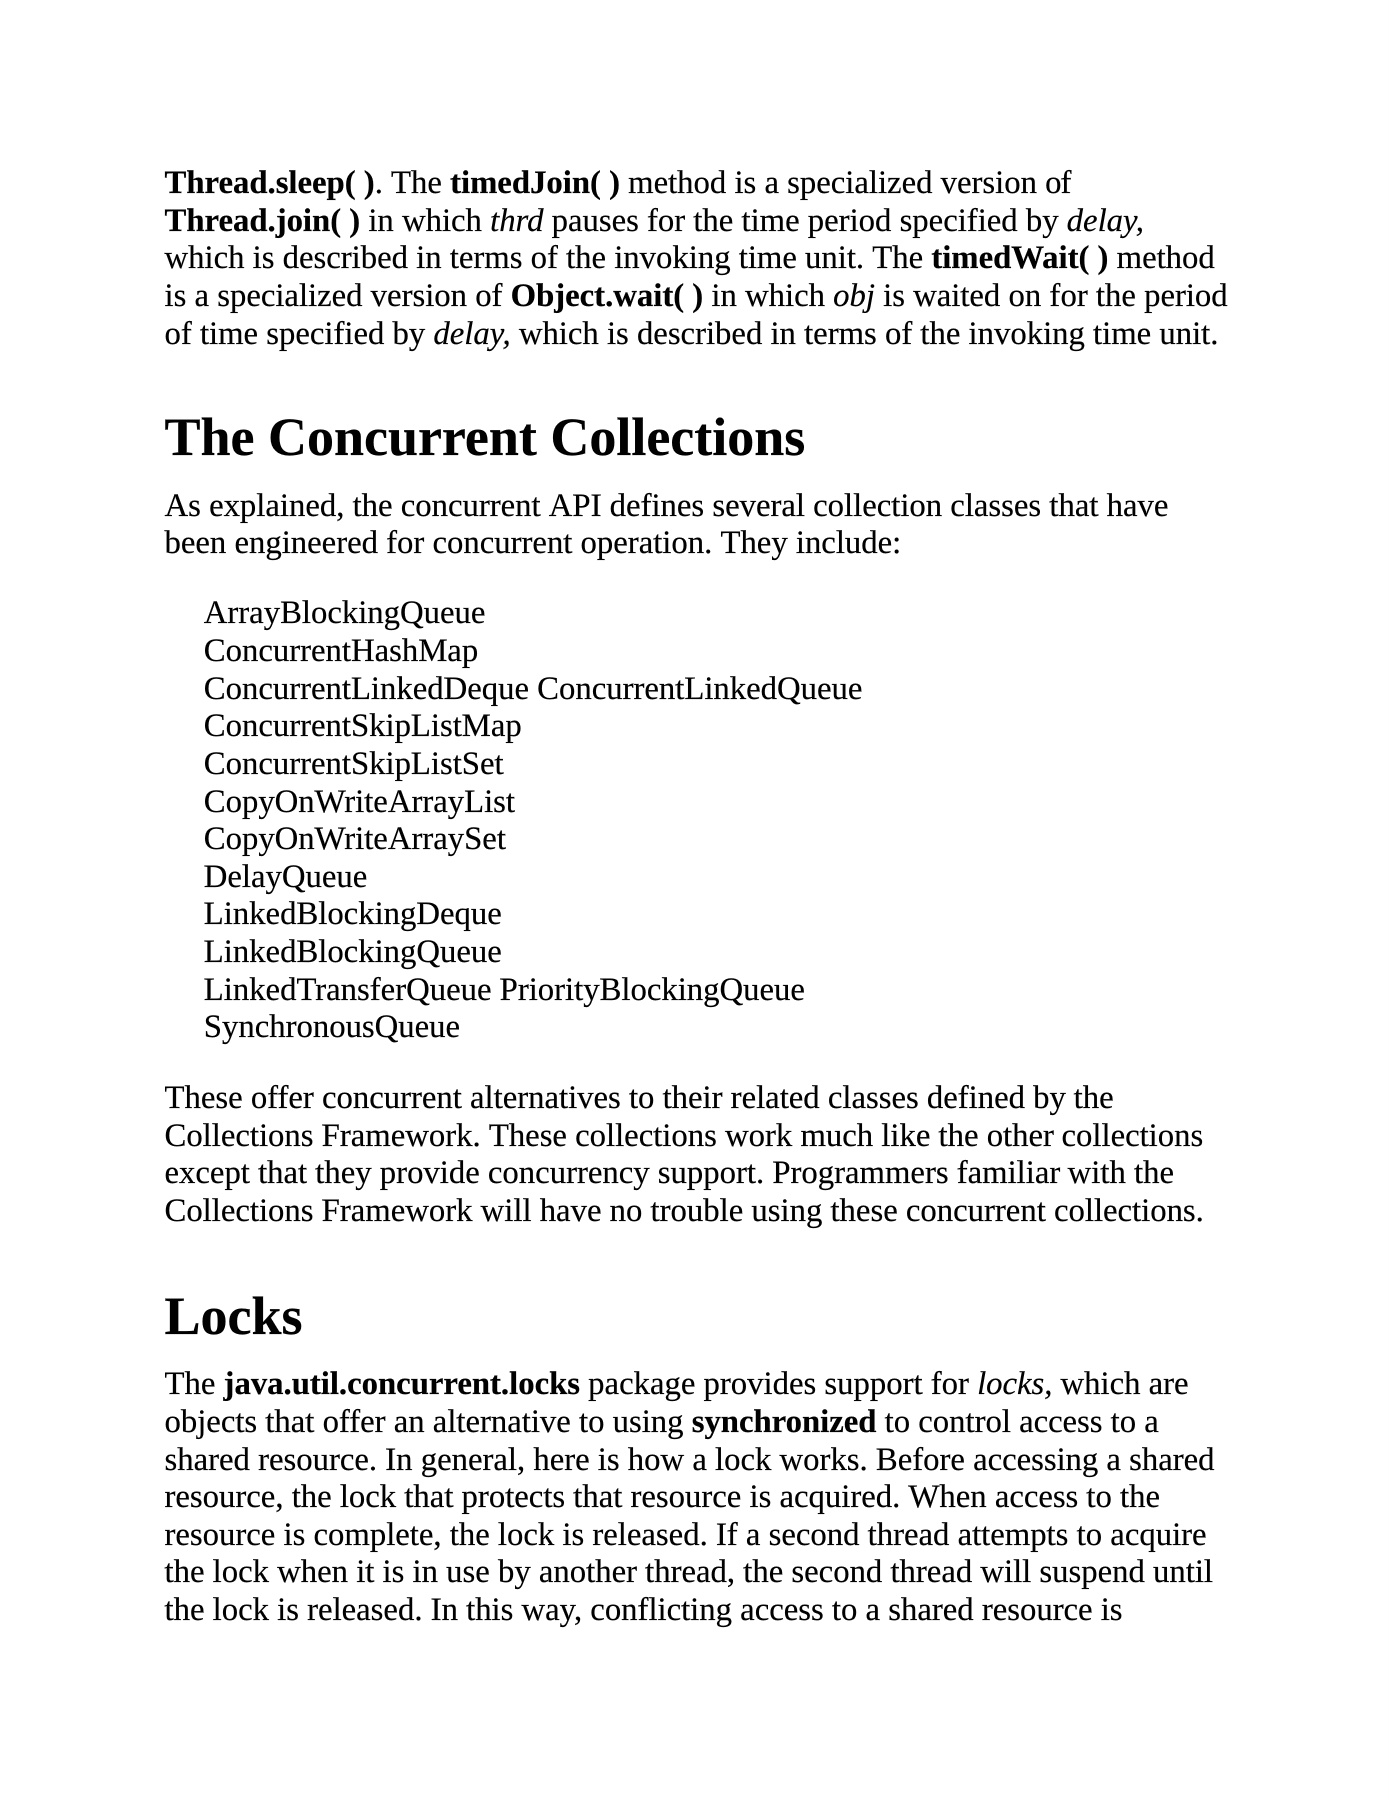 Thread.sleep( ). The timedJoin( ) method is a specialized version of
Thread.join( ) in which thrd pauses for the time period specified by delay,
which is described in terms of the invoking time unit. The timedWait( ) method
is a specialized version of Object.wait( ) in which obj is waited on for the period
of time specified by delay, which is described in terms of the invoking time unit.
The Concurrent Collections
As explained, the concurrent API defines several collection classes that have
been engineered for concurrent operation. They include:
ArrayBlockingQueue
ConcurrentHashMap
ConcurrentLinkedDeque ConcurrentLinkedQueue
ConcurrentSkipListMap
ConcurrentSkipListSet
CopyOnWriteArrayList
CopyOnWriteArraySet
DelayQueue
LinkedBlockingDeque
LinkedBlockingQueue
LinkedTransferQueue PriorityBlockingQueue
SynchronousQueue
These offer concurrent alternatives to their related classes defined by the
Collections Framework. These collections work much like the other collections
except that they provide concurrency support. Programmers familiar with the
Collections Framework will have no trouble using these concurrent collections.
Locks
The java.util.concurrent.locks package provides support for locks, which are
objects that offer an alternative to using synchronized to control access to a
shared resource. In general, here is how a lock works. Before accessing a shared
resource, the lock that protects that resource is acquired. When access to the
resource is complete, the lock is released. If a second thread attempts to acquire
the lock when it is in use by another thread, the second thread will suspend until
the lock is released. In this way, conflicting access to a shared resource is